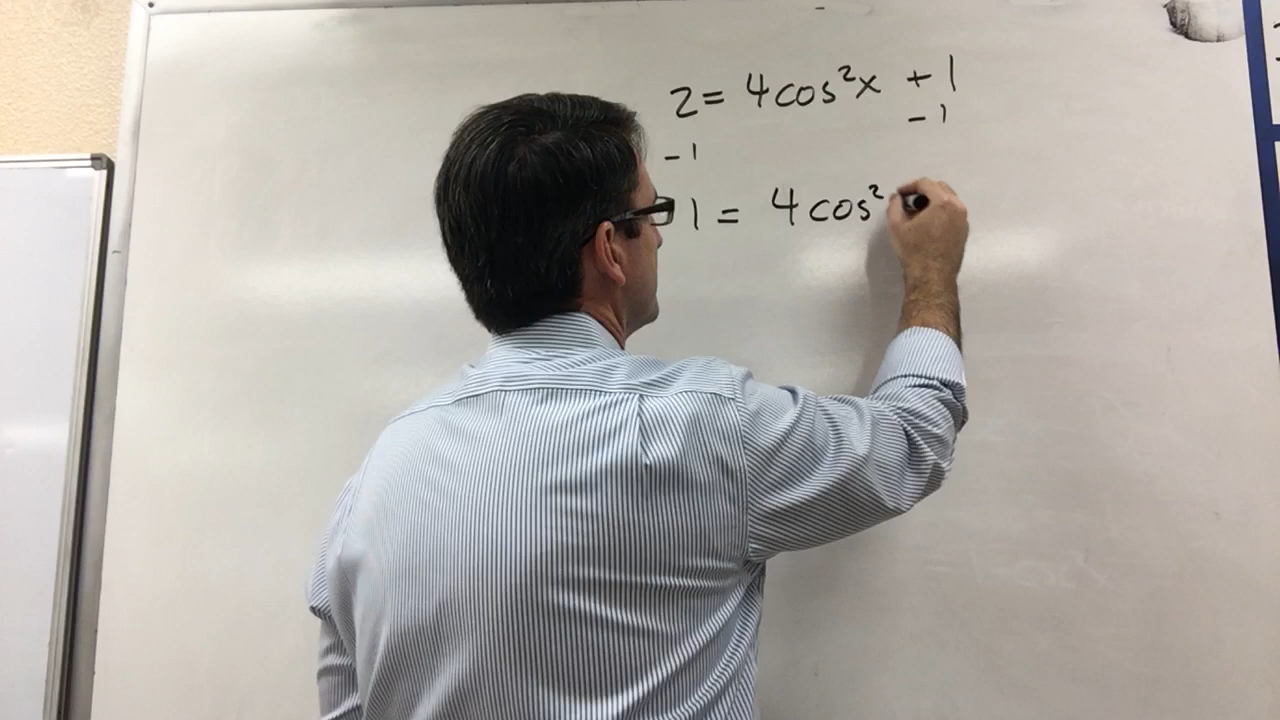 2 = 4cos²x + 1
-1 -1
1 = 4cos²